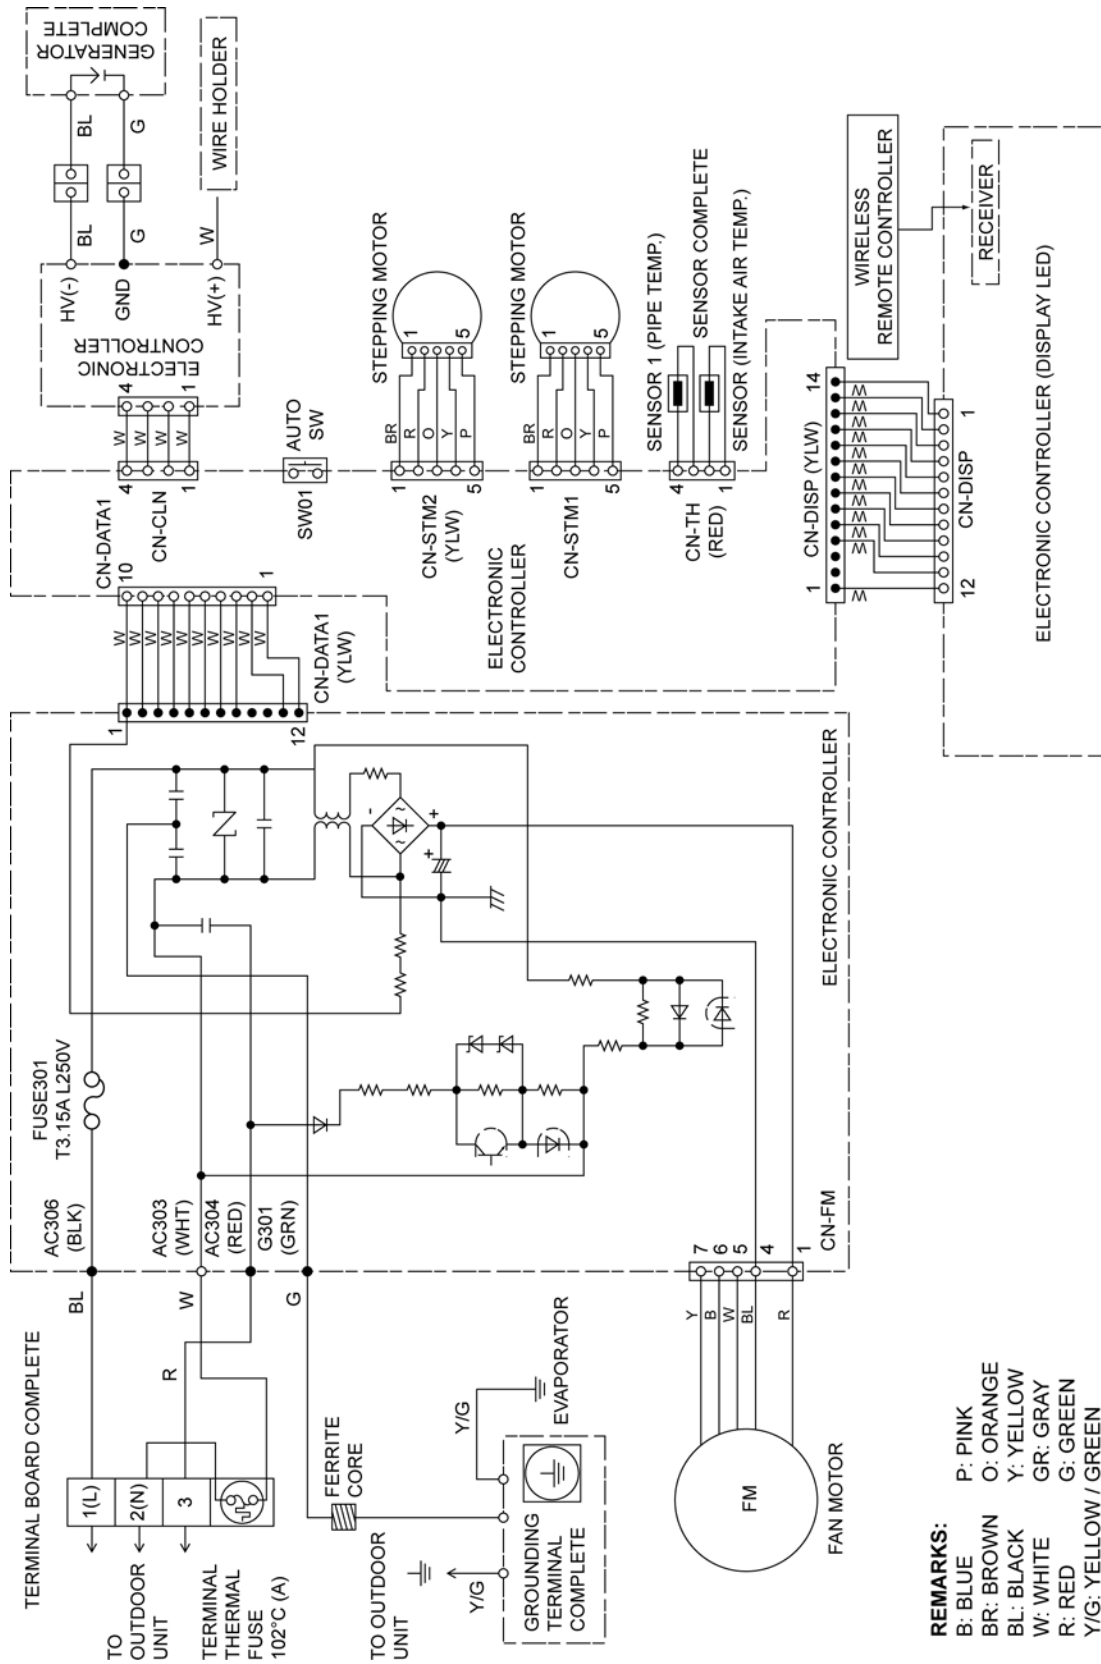 TERMINAL BOARD COMPLETE
TO
OUTDOOR
UNIT
1(L)
2(N)
3
TERMINAL
THERMAL
FUSE
102°C (A)
BL
W
R
G
AC306
(BLK)
AC303
(WHT)
AC304
(RED)
G301
(GRN)
FUSE301
T3.15A L250V
FERRITE
CORE
TO OUTDOOR
UNIT
Y/G
Y/G
EVAPORATOR
GROUNDING
TERMINAL
COMPLETE
FM
FAN MOTOR
Y
B
W
BL
R
7
6
5
4
1
CN-FM
ELECTRONIC CONTROLLER
~
~
-
+
+
1
12
CN-DATA1
(YLW)
W
W
W
W
W
W
W
W
W
CN-DATA1
10
1
ELECTRONIC
CONTROLLER
4
1
CN-CLN
W
W
W
W
4
1
ELECTRONIC
CONTROLLER
HV(-)
GND
HV(+)
BL
G
W
BL
G
GENERATOR
COMPLETE
WIRE HOLDER
SW01
AUTO
SW
1
5
CN-STM2
(YLW)
BR
R
O
Y
P
1
5
STEPPING MOTOR
1
5
CN-STM1
BR
R
O
Y
P
1
5
STEPPING MOTOR
4
1
CN-TH
(RED)
SENSOR 1 (PIPE TEMP.)
SENSOR COMPLETE
SENSOR (INTAKE AIR TEMP.)
1
CN-DISP (YLW)
14
W
W
W
W
W
W
W
W
W
W
W
W
12
CN-DISP
1
WIRELESS
REMOTE CONTROLLER
RECEIVER
ELECTRONIC CONTROLLER (DISPLAY LED)
REMARKS:
B: BLUE P: PINK
BR: BROWN O: ORANGE
BL: BLACK Y: YELLOW
W: WHITE GR: GRAY
R: RED G: GREEN
Y/G: YELLOW / GREEN